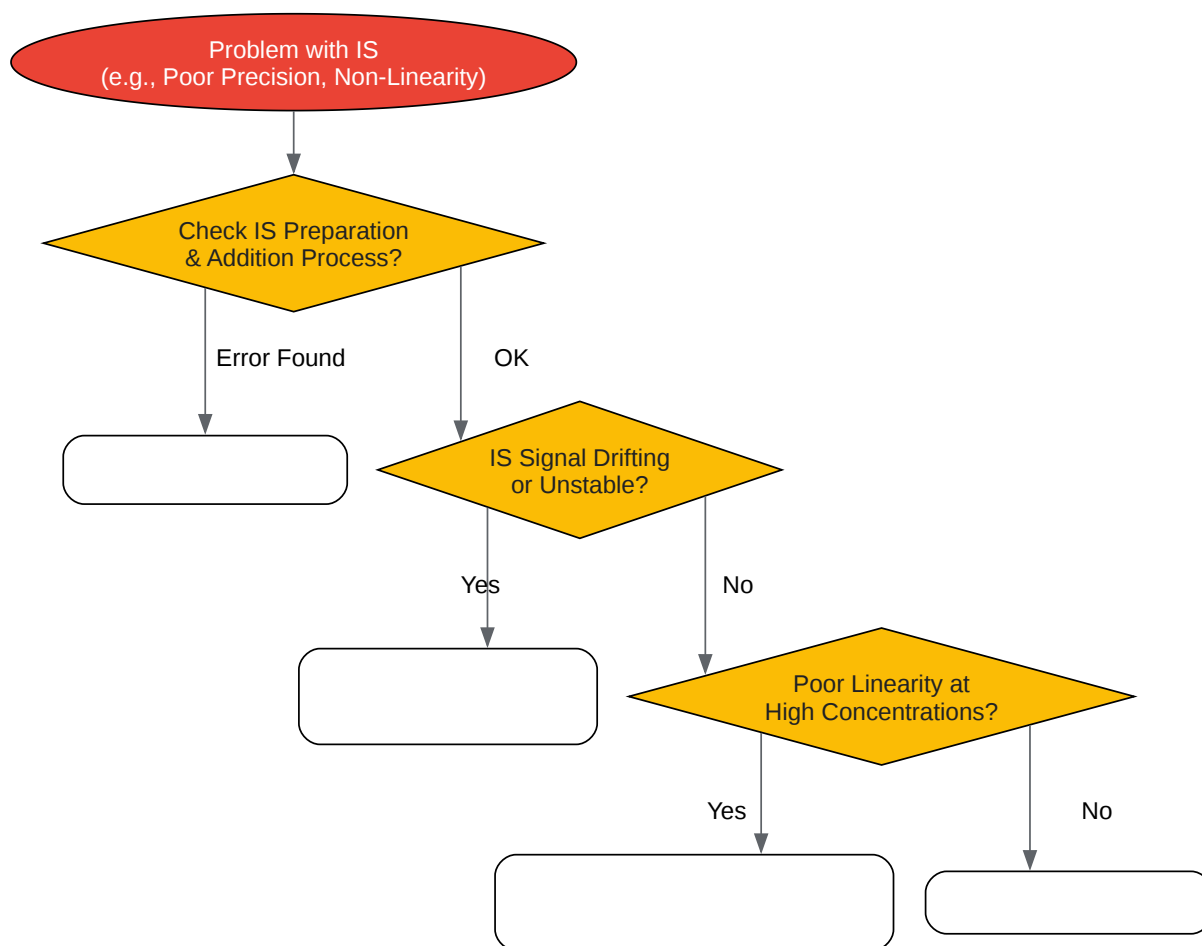 Problem with IS
(e.g., Poor Precision, Non-Linearity)
Check IS Preparation
& Addition Process?
Error Found
OK
IS Signal Drifting
or Unstable?
Yes
No
Poor Linearity at
High Concentrations?
Yes
No